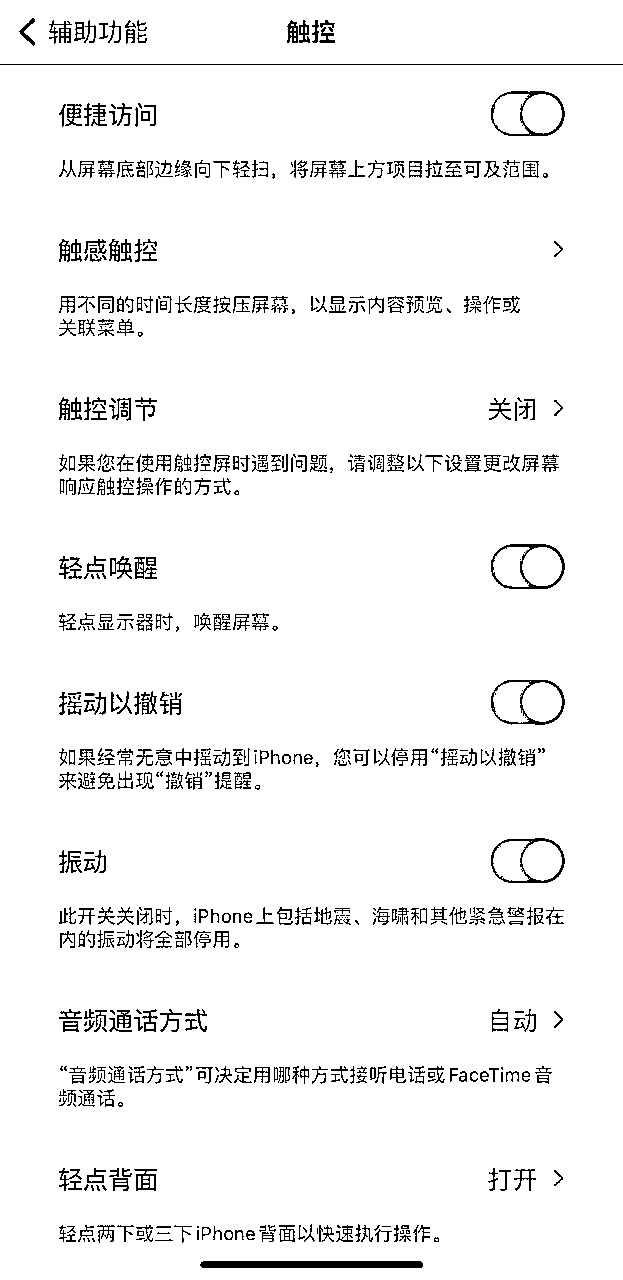 辅助功能
触控
便捷访问
从屏幕底部边缘向下轻扫，将屏幕上方项目拉至可及范围。
触感触控
用不同的时间长度按压屏幕，以显示内容预览、操作或
关联菜单。
触控调节 关闭
如果您在使用触控屏时遇到问题，请调整以下设置更改屏幕
响应触控操作的方式。
轻点唤醒
轻点显示器时，唤醒屏幕。
摇动以撤销
如果经常无意中摇动到iPhone，您可以停用“摇动以撤销”
来避免出现“撤销”提醒。
振动
此开关关闭时，iPhone上包括地震、海啸和其他紧急警报在
内的振动将全部停用。
音频通话方式 自动
“音频通话方式”可决定用哪种方式接听电话或FaceTime音
频通话。
轻点背面 打开
轻点两下或三下iPhone背面以快速执行操作。